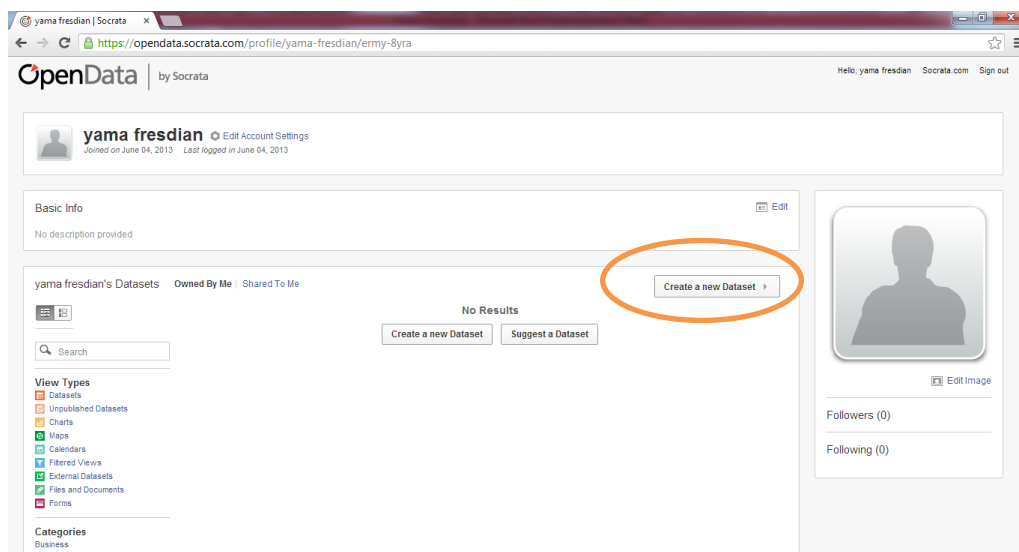 yama fresdian | Socrata
https://opendata.socrata.com/profile/yama-fresdian/ermy-8yra
OpenData | by Socrata
Hello, yama fresdian Socrata.com Sign out
yama fresdian Edit Account Settings
Joined on June 04, 2013 Last logged in June 04, 2013
Basic Info
Edit
No description provided
yama fresdian's Datasets Owned By Me | Shared To Me
Create a new Dataset
No Results
Create a new Dataset Suggest a Dataset
Search
View Types
Datasets
Unpublished Datasets
Charts
Maps
Calendars
Filtered Views
External Datasets
Files and Documents
Forms
Categories
Business
Edit Image
Followers (0)
Following (0)